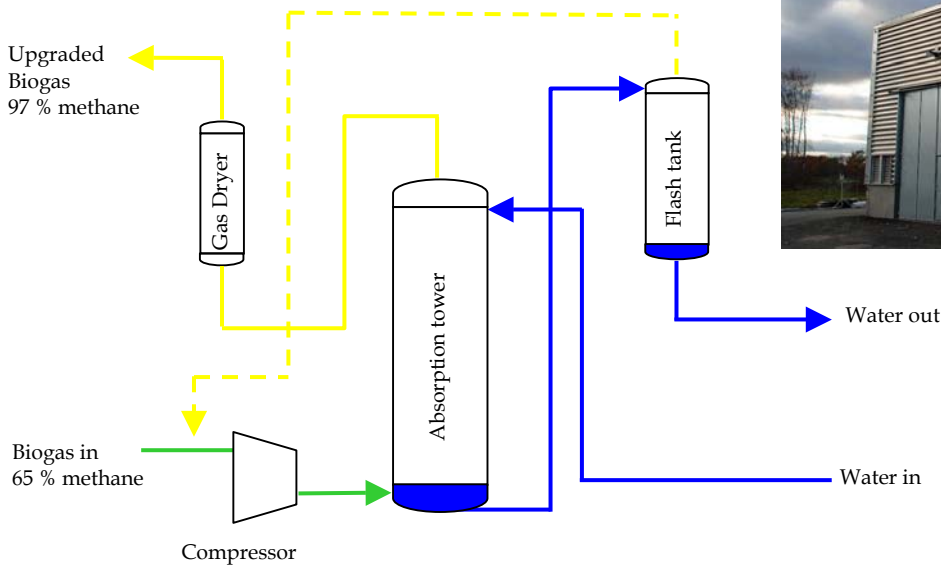 Upgraded
Biogas
97 % methane
Gas Dryer
Absorption tower
Flash tank
Water out
Biogas in
65 % methane
Water in
Compressor